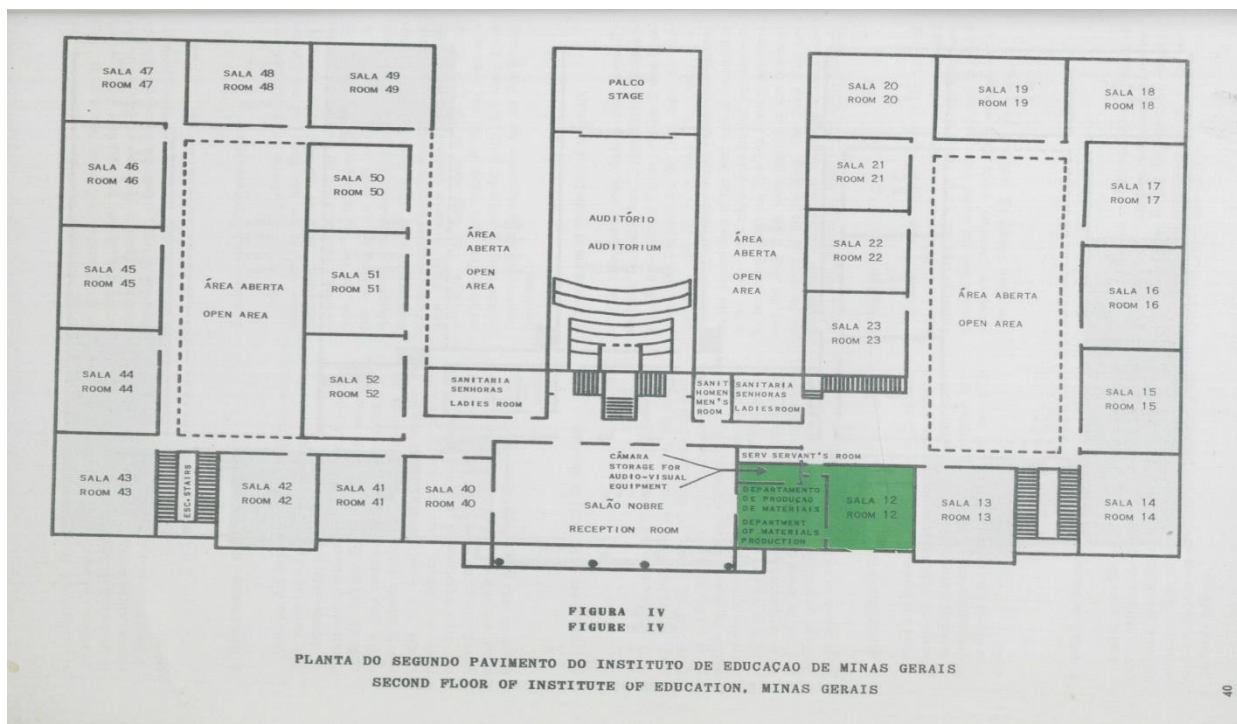 SALA 47
ROOM 47
SALA 48
ROOM 48
SALA 49
ROOM 49
PALCO
STAGE
SALA 20
ROOM 20
SALA 19
ROOM 19
SALA 18
ROOM 18
SALA 46
ROOM 46
SALA 50
ROOM 50
SALA 21
ROOM 21
SALA 17
ROOM 17
AUDITÓRIO
AUDITORIUM
ÁREA
ABERTA
OPEN
AREA
ÁREA
ABERTA
OPEN
AREA
SALA 22
ROOM 22
SALA 45
ROOM 45
ÁREA ABERTA
OPEN AREA
SALA 51
ROOM 51
ÁREA ABERTA
OPEN AREA
SALA 16
ROOM 16
SALA 23
ROOM 23
SALA 44
ROOM 44
SALA 52
ROOM 52
SANITARIA
SENHORAS
LADIES ROOM
SANIT
HOMEN
MEN'S
ROOM
SANITARIA
SENHORAS
LADIES ROOM
SALA 15
ROOM 15
SERV SERVANT'S ROOM
CÂMARA
STORAGE FOR
AUDIO-VISUAL
EQUIPMENT
SALA 43
ROOM 43
ESC. STAIRS
SALA 42
ROOM 42
SALA 41
ROOM 41
SALA 40
ROOM 40
SALÃO NOBRE
RECEPTION ROOM
DEPARTAMENTO
DE PRODUÇÃO
DE MATERIAIS
DEPARTMENT
OF MATERIALS
PRODUCTION
SALA 12
ROOM 12
SALA 13
ROOM 13
SALA 14
ROOM 14
FIGURA IV
FIGURE IV
PLANTA DO SEGUNDO PAVIMENTO DO INSTITUTO DE EDUCAÇAO DE MINAS GERAIS
SECOND FLOOR OF INSTITUTE OF EDUCATION, MINAS GERAIS
40